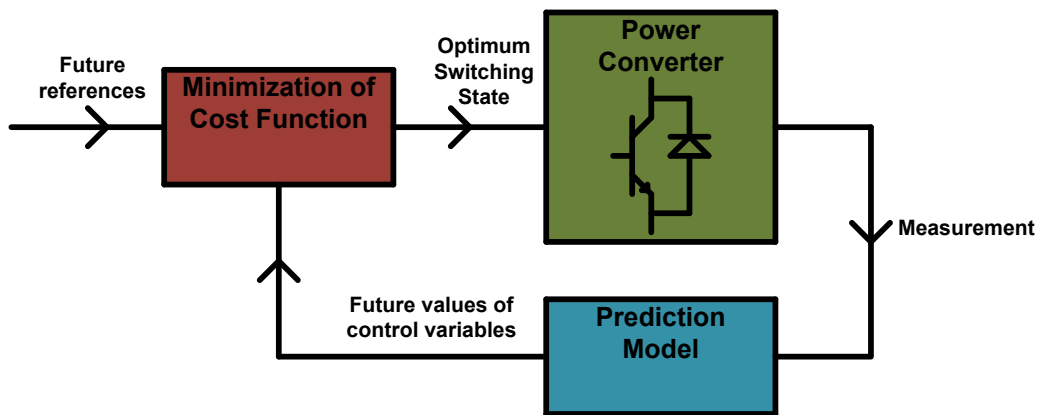 Future
references
Minimization of
Cost Function
Optimum
Switching
State
Power
Converter
Measurement
Future values of
control variables
Prediction
Model